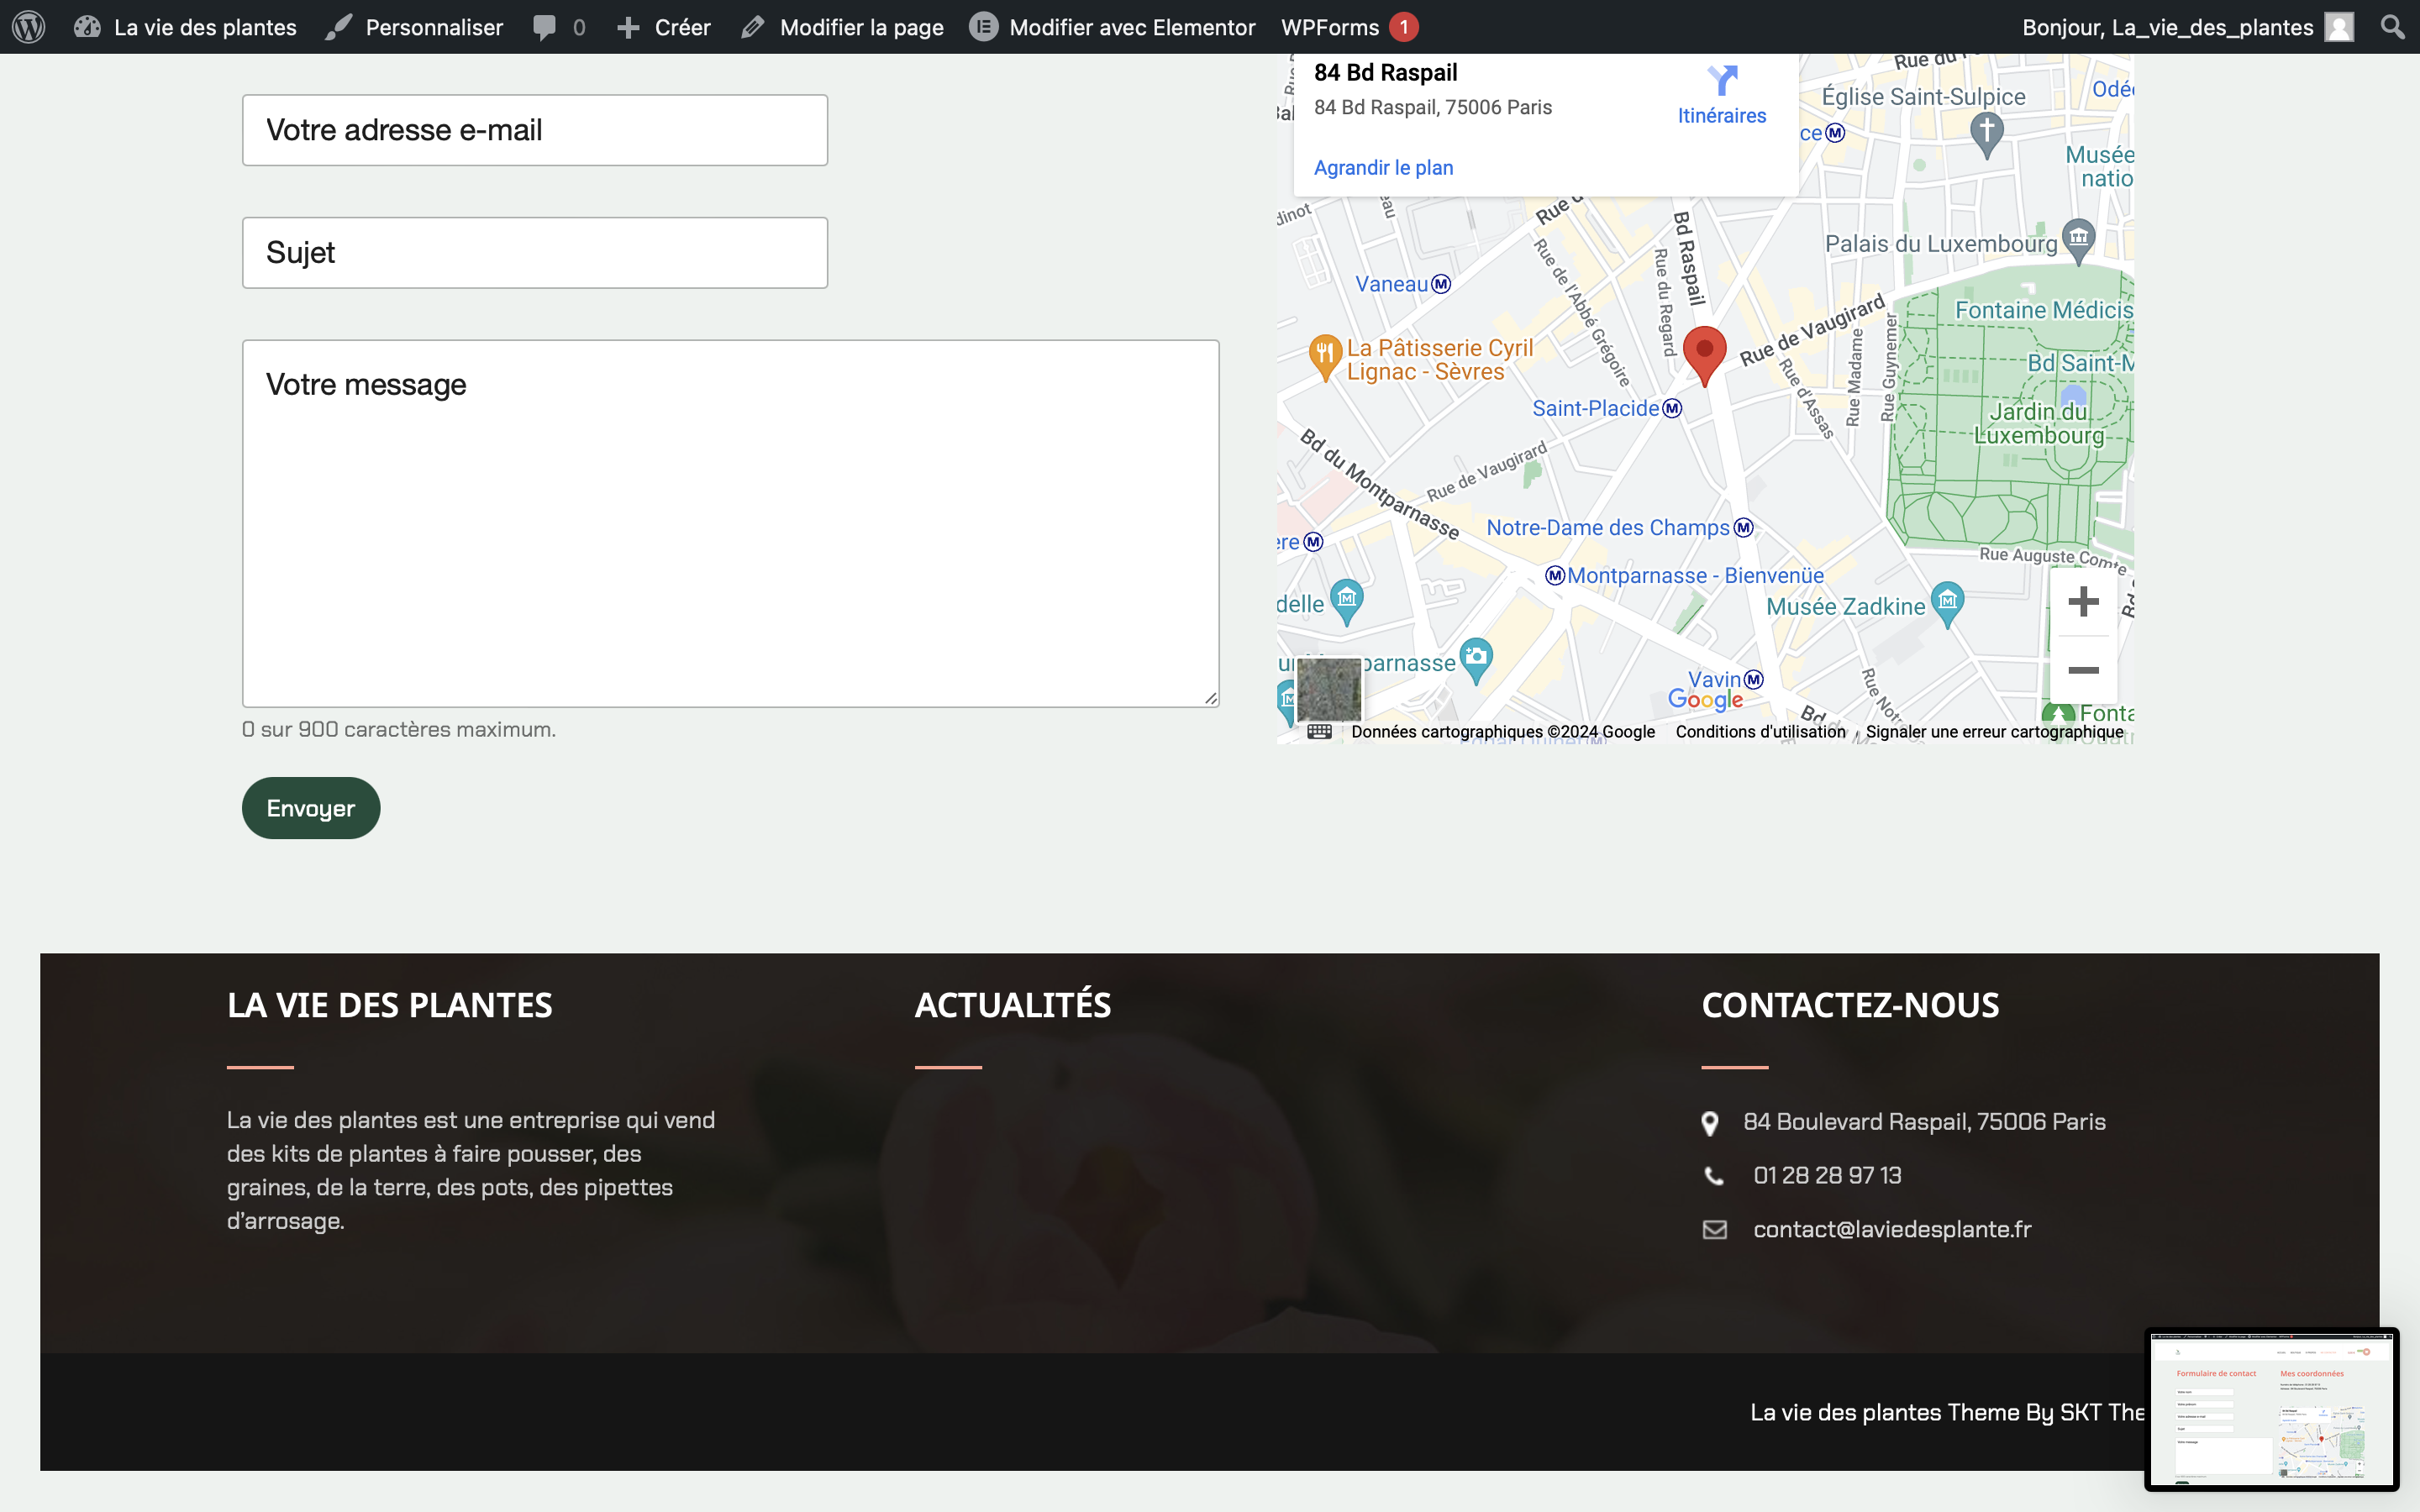 La vie des plantes Personnaliser 0 Créer Modifier la page Modifier avec Elementor WPForms 1 Bonjour, La_vie_des_plantes
Votre adresse e-mail
Sujet
Votre message
0 sur 900 caractères maximum.
Envoyer
84 Bd Raspail
84 Bd Raspail, 75006 Paris
Itinéraires
Agrandir le plan
Église Saint-Sulpice
Musée
Palais du Luxembourg
Rue de l'Abbé Grégoire
Rue du Regard
Bd Raspail
Vaneau
Rue de Vaugirard
Fontaine Médicis
La Pâtisserie Cyril
Lignac - Sèvres
Rue Madame
Rue Guynemer
Rue d'Assas
Saint-Placide
Jardin du
Luxembourg
Bd du Montparnasse
Rue de Vaugirard
Notre-Dame des Champs
Montparnasse - Bienvenüe
Rue Auguste Comte
Musée Zadkine
Vavin
Google
Données cartographiques ©2024 Google Conditions d'utilisation Signaler une erreur cartographique
LA VIE DES PLANTES
La vie des plantes est une entreprise qui vend
des kits de plantes à faire pousser, des
graines, de la terre, des pots, des pipettes
d'arrosage.
ACTUALITÉS
CONTACTEZ-NOUS
84 Boulevard Raspail, 75006 Paris
01 28 28 97 13
contact@laviedesplante.fr
La vie des plantes Theme By SKT The
Formulaire de contact
Mes coordonnées